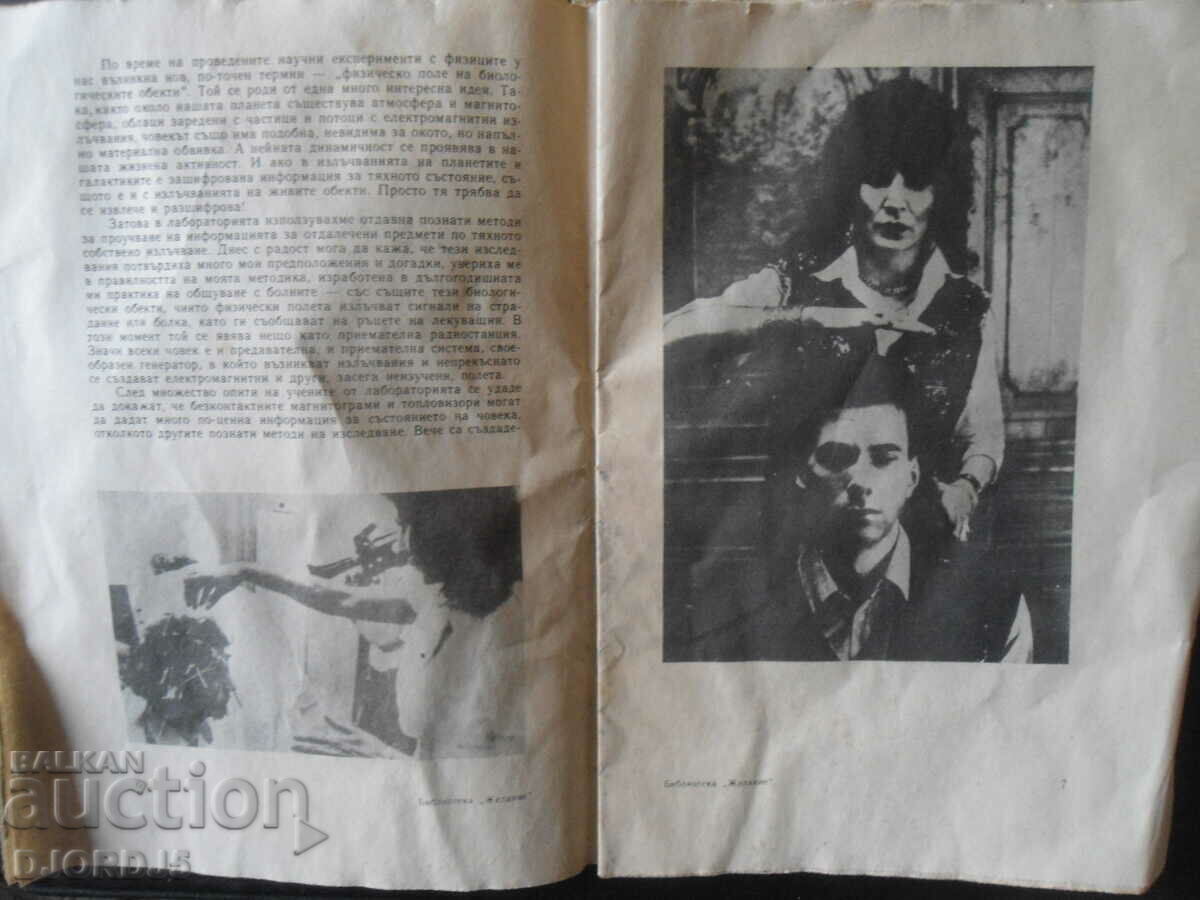 По време на проведените научни експерименти с физиците у
нас възникна нов, по-точен термин — „физическо поле на биоло-
гическите обекти“. Той се роди от една много интересна идея. Та-
ка, както около нашата планета съществува атмосфера и магнито-
сфера, облаци заредени с частици и потоци с електромагнитни из-
лъчвания, човекът също има подобна, невидима за окото, но напъл-
но материална обвивка. А нейната динамичност се проявява в на-
шата жизнена активност. И ако в излъчванията на планетите и
галактиките е зашифрована информация за тяхното състояние, съ-
щото е и с излъчванията на живите обекти. Просто тя трябва да
се извлече и разшифрова!
Затова в лабораторията използувахме отдавна познати методи
за проучване на информацията за отдалечени предмети по тяхното
собствено излъчване. Днес с радост мога да кажа, че тези изслед-
вания потвърдиха много мои предположения и догадки, увериха ме
в правилността на моята методика, изработена в дългогодишната
ми практика на общуване с болните — със същите тези биологи-
чески обекти, чиито физически полета излъчват сигнали на стра-
дание или болка, като ги съобщават на ръцете на лекуващия. В
този момент той се явява нещо като приемателна радиостанция.
Значи всеки човек е и предавателна, и приемателна система, свое-
образен генератор, в който възникват излъчвания и непрекъснато
се създават електромагнитни и други, засега неизучени, полета.
След множество опити на учените от лабораторията се удаде
да докажат, че безконтактните магнитограми и топловизори могат
да дадат много по-ценна информация за състоянието на човека,
отколкото другите познати методи на изследване. Вече са създаде-
Библиотека „Желание“
Библиотека „Желание“ 7
BALKAN
auction
DJORDJ5